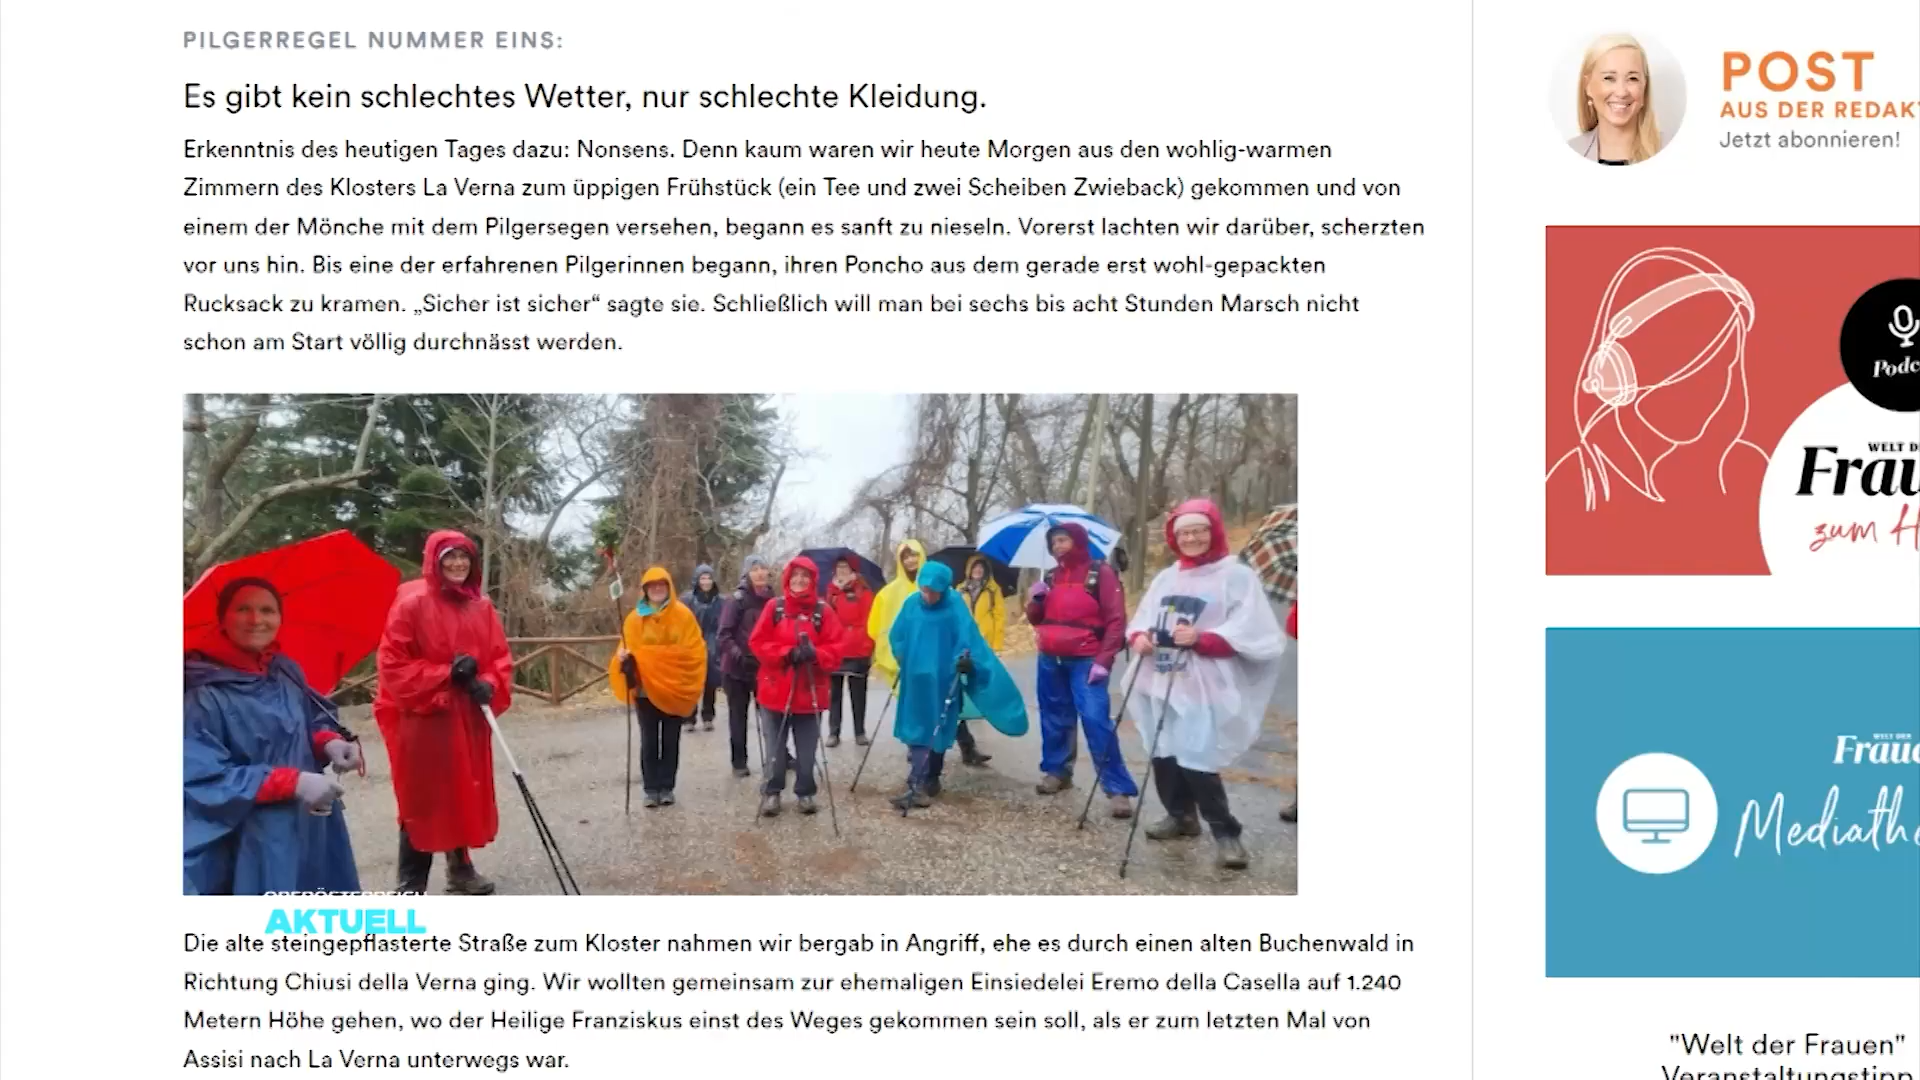 PILGERREGEL NUMMER EINS:
Es gibt kein schlechtes Wetter, nur schlechte Kleidung.
Erkenntnis des heutigen Tages dazu: Nonsens. Denn kaum waren wir heute Morgen aus den wohlig-warmen
Zimmern des Klosters La Verna zum üppigen Frühstück (ein Tee und zwei Scheiben Zwieback) gekommen und von
einem der Mönche mit dem Pilgersegen versehen, begann es sanft zu nieseln. Vorerst lachten wir darüber, scherzten
vor uns hin. Bis eine der erfahrenen Pilgerinnen begann, ihren Poncho aus dem gerade erst wohl-gepackten
Rucksack zu kramen. „Sicher ist sicher“ sagte sie. Schließlich will man bei sechs bis acht Stunden Marsch nicht
schon am Start völlig durchnässt werden.
OBERÖSTERREICH
AKTUELL
Die alte steingepflasterte Straße zum Kloster nahmen wir bergab in Angriff, ehe es durch einen alten Buchenwald in
Richtung Chiusi della Verna ging. Wir wollten gemeinsam zur ehemaligen Einsiedelei Eremo della Casella auf 1.240
Metern Höhe gehen, wo der Heilige Franziskus einst des Weges gekommen sein soll, als er zum letzten Mal von
Assisi nach La Verna unterwegs war.
POST
AUS DER REDAK
Jetzt abonnieren!
Podc
WELT D
Frau
zum H
WELT DER
Fraue
Mediathe
"Welt der Frauen"
Veranstaltungstipp